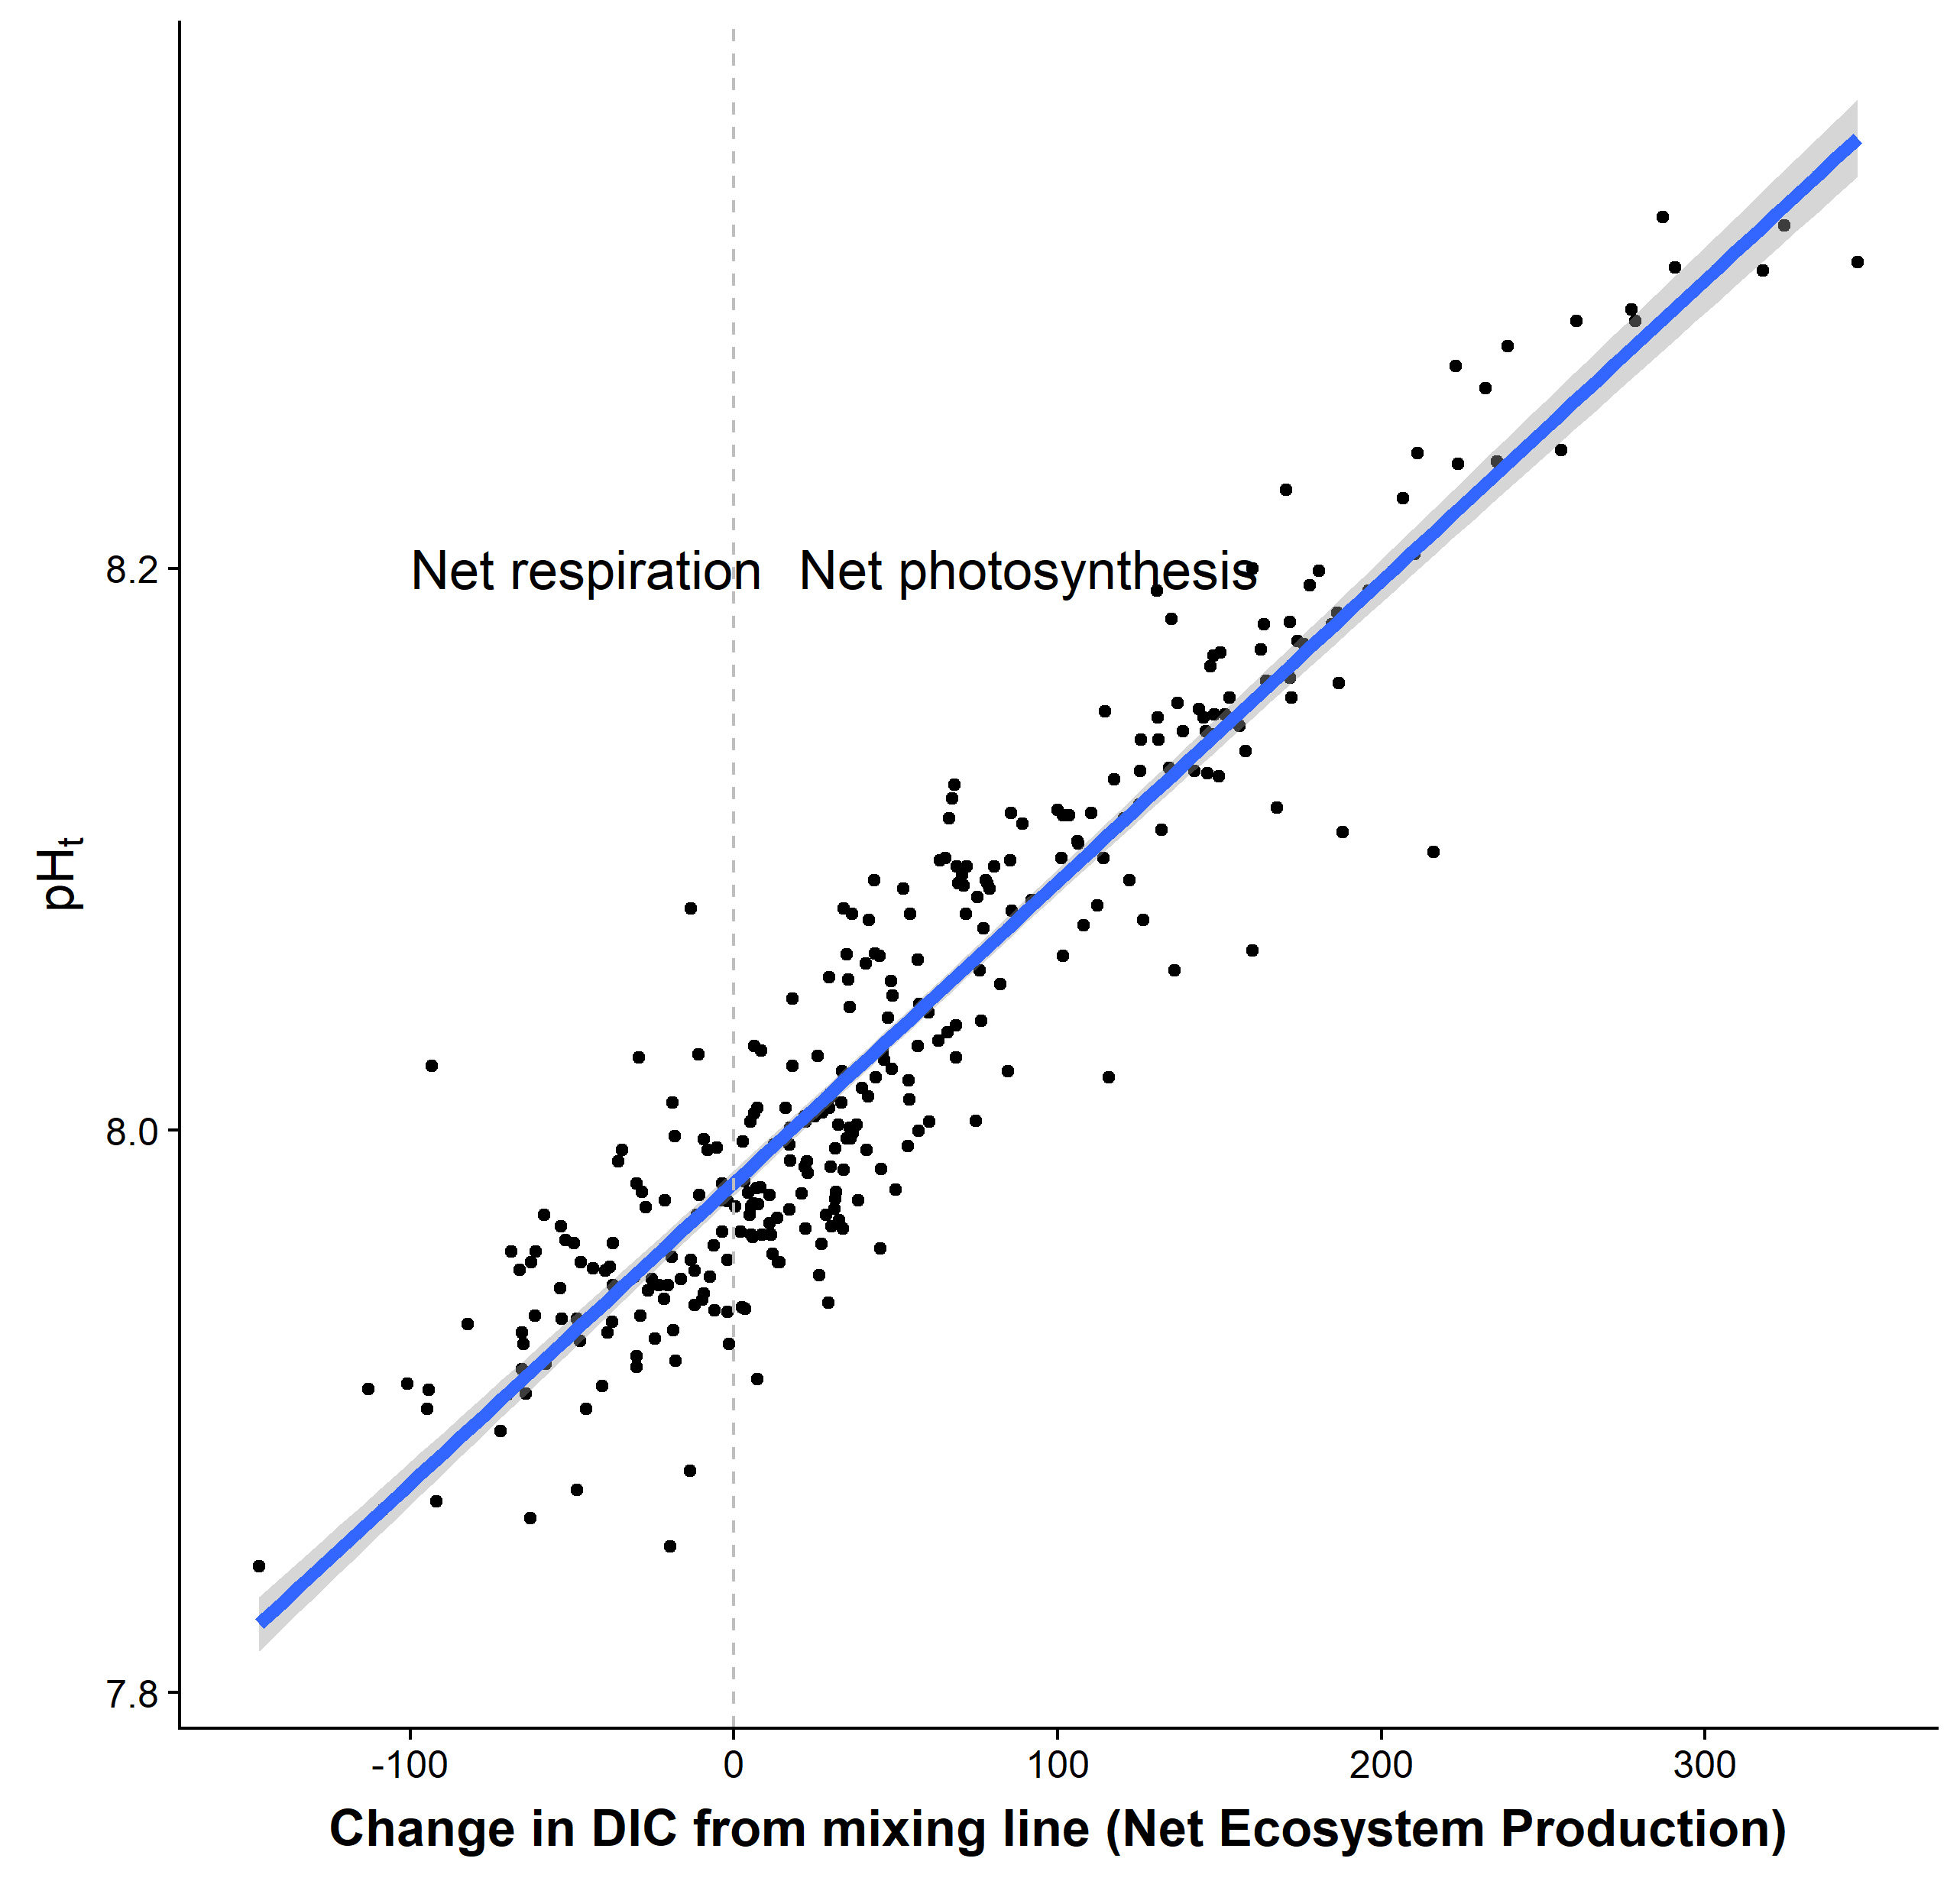 Net respiration Net photosynthesis
8.2
8.0
7.8
pHt
-100 0 100 200 300
Change in DIC from mixing line (Net Ecosystem Production)